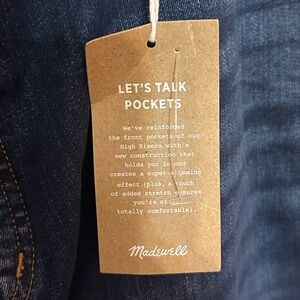 LET'S TALK
POCKETS
We've reinforced
the front pockets of our
High Risers with a
new construction that
holds you in and
creates a super-slimming
effect (plus, a touch
of added stretch ensures
you're still
totally comfortable).
Madewell